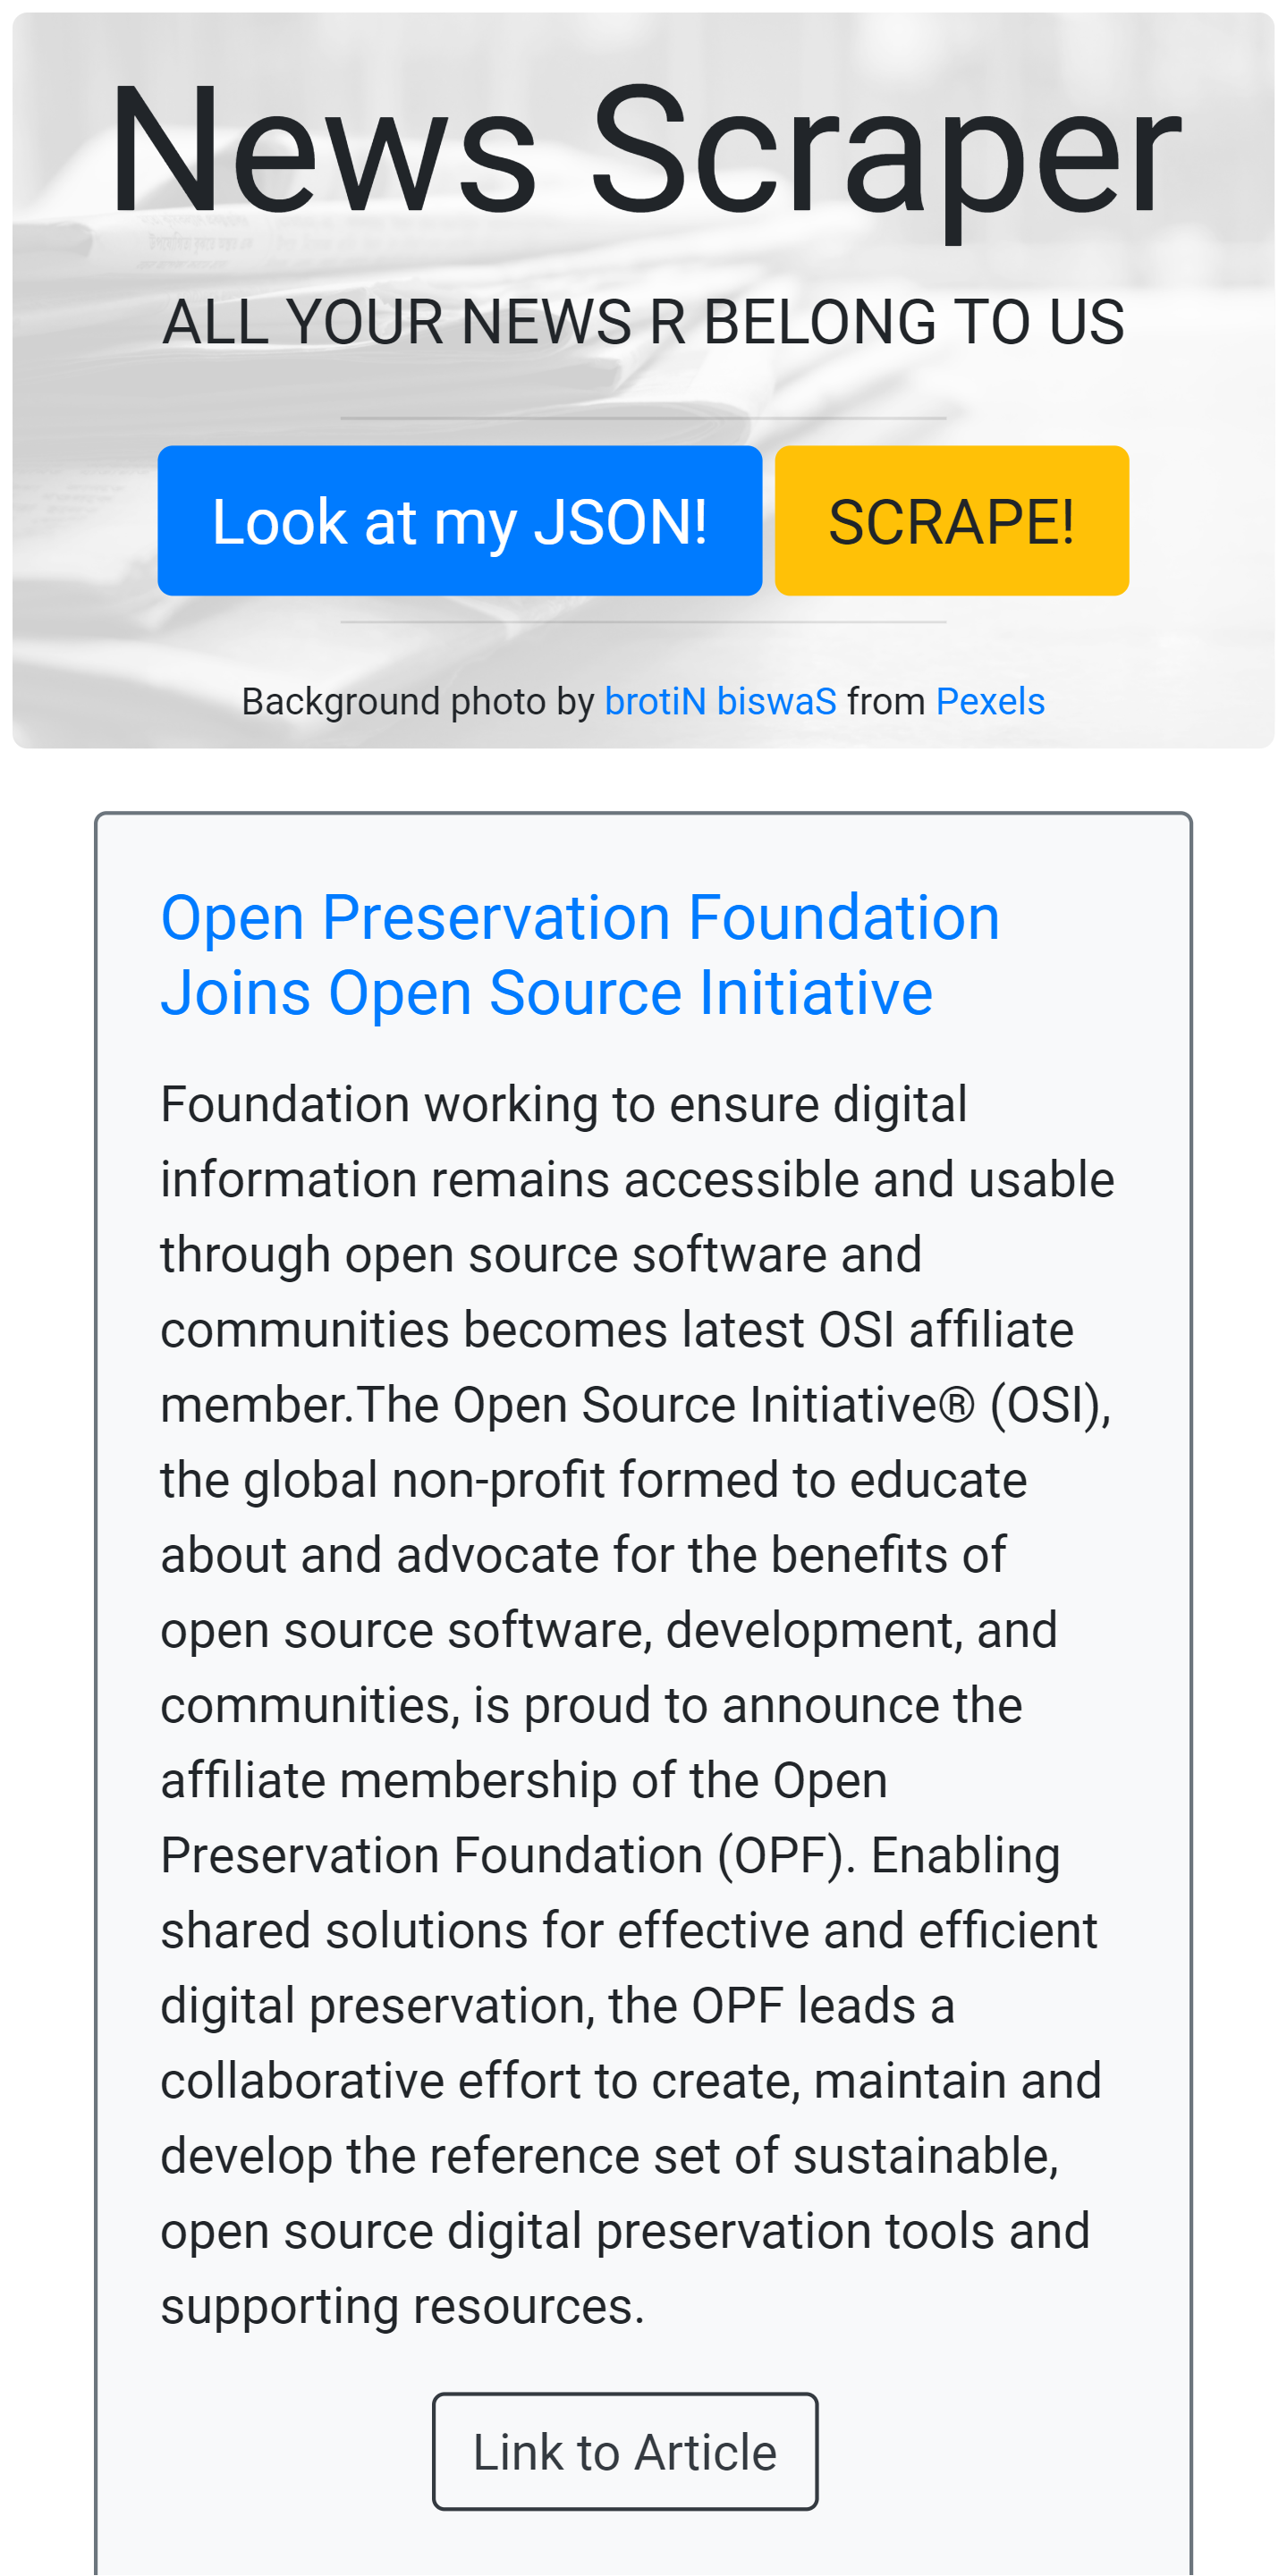 News Scraper
ALL YOUR NEWS R BELONG TO US
Look at my JSON! SCRAPE!
Background photo by brotiN biswaS from Pexels
Open Preservation Foundation
Joins Open Source Initiative
Foundation working to ensure digital
information remains accessible and usable
through open source software and
communities becomes latest OSI affiliate
member.The Open Source Initiative® (OSI),
the global non-profit formed to educate
about and advocate for the benefits of
open source software, development, and
communities, is proud to announce the
affiliate membership of the Open
Preservation Foundation (OPF). Enabling
shared solutions for effective and efficient
digital preservation, the OPF leads a
collaborative effort to create, maintain and
develop the reference set of sustainable,
open source digital preservation tools and
supporting resources.
Link to Article